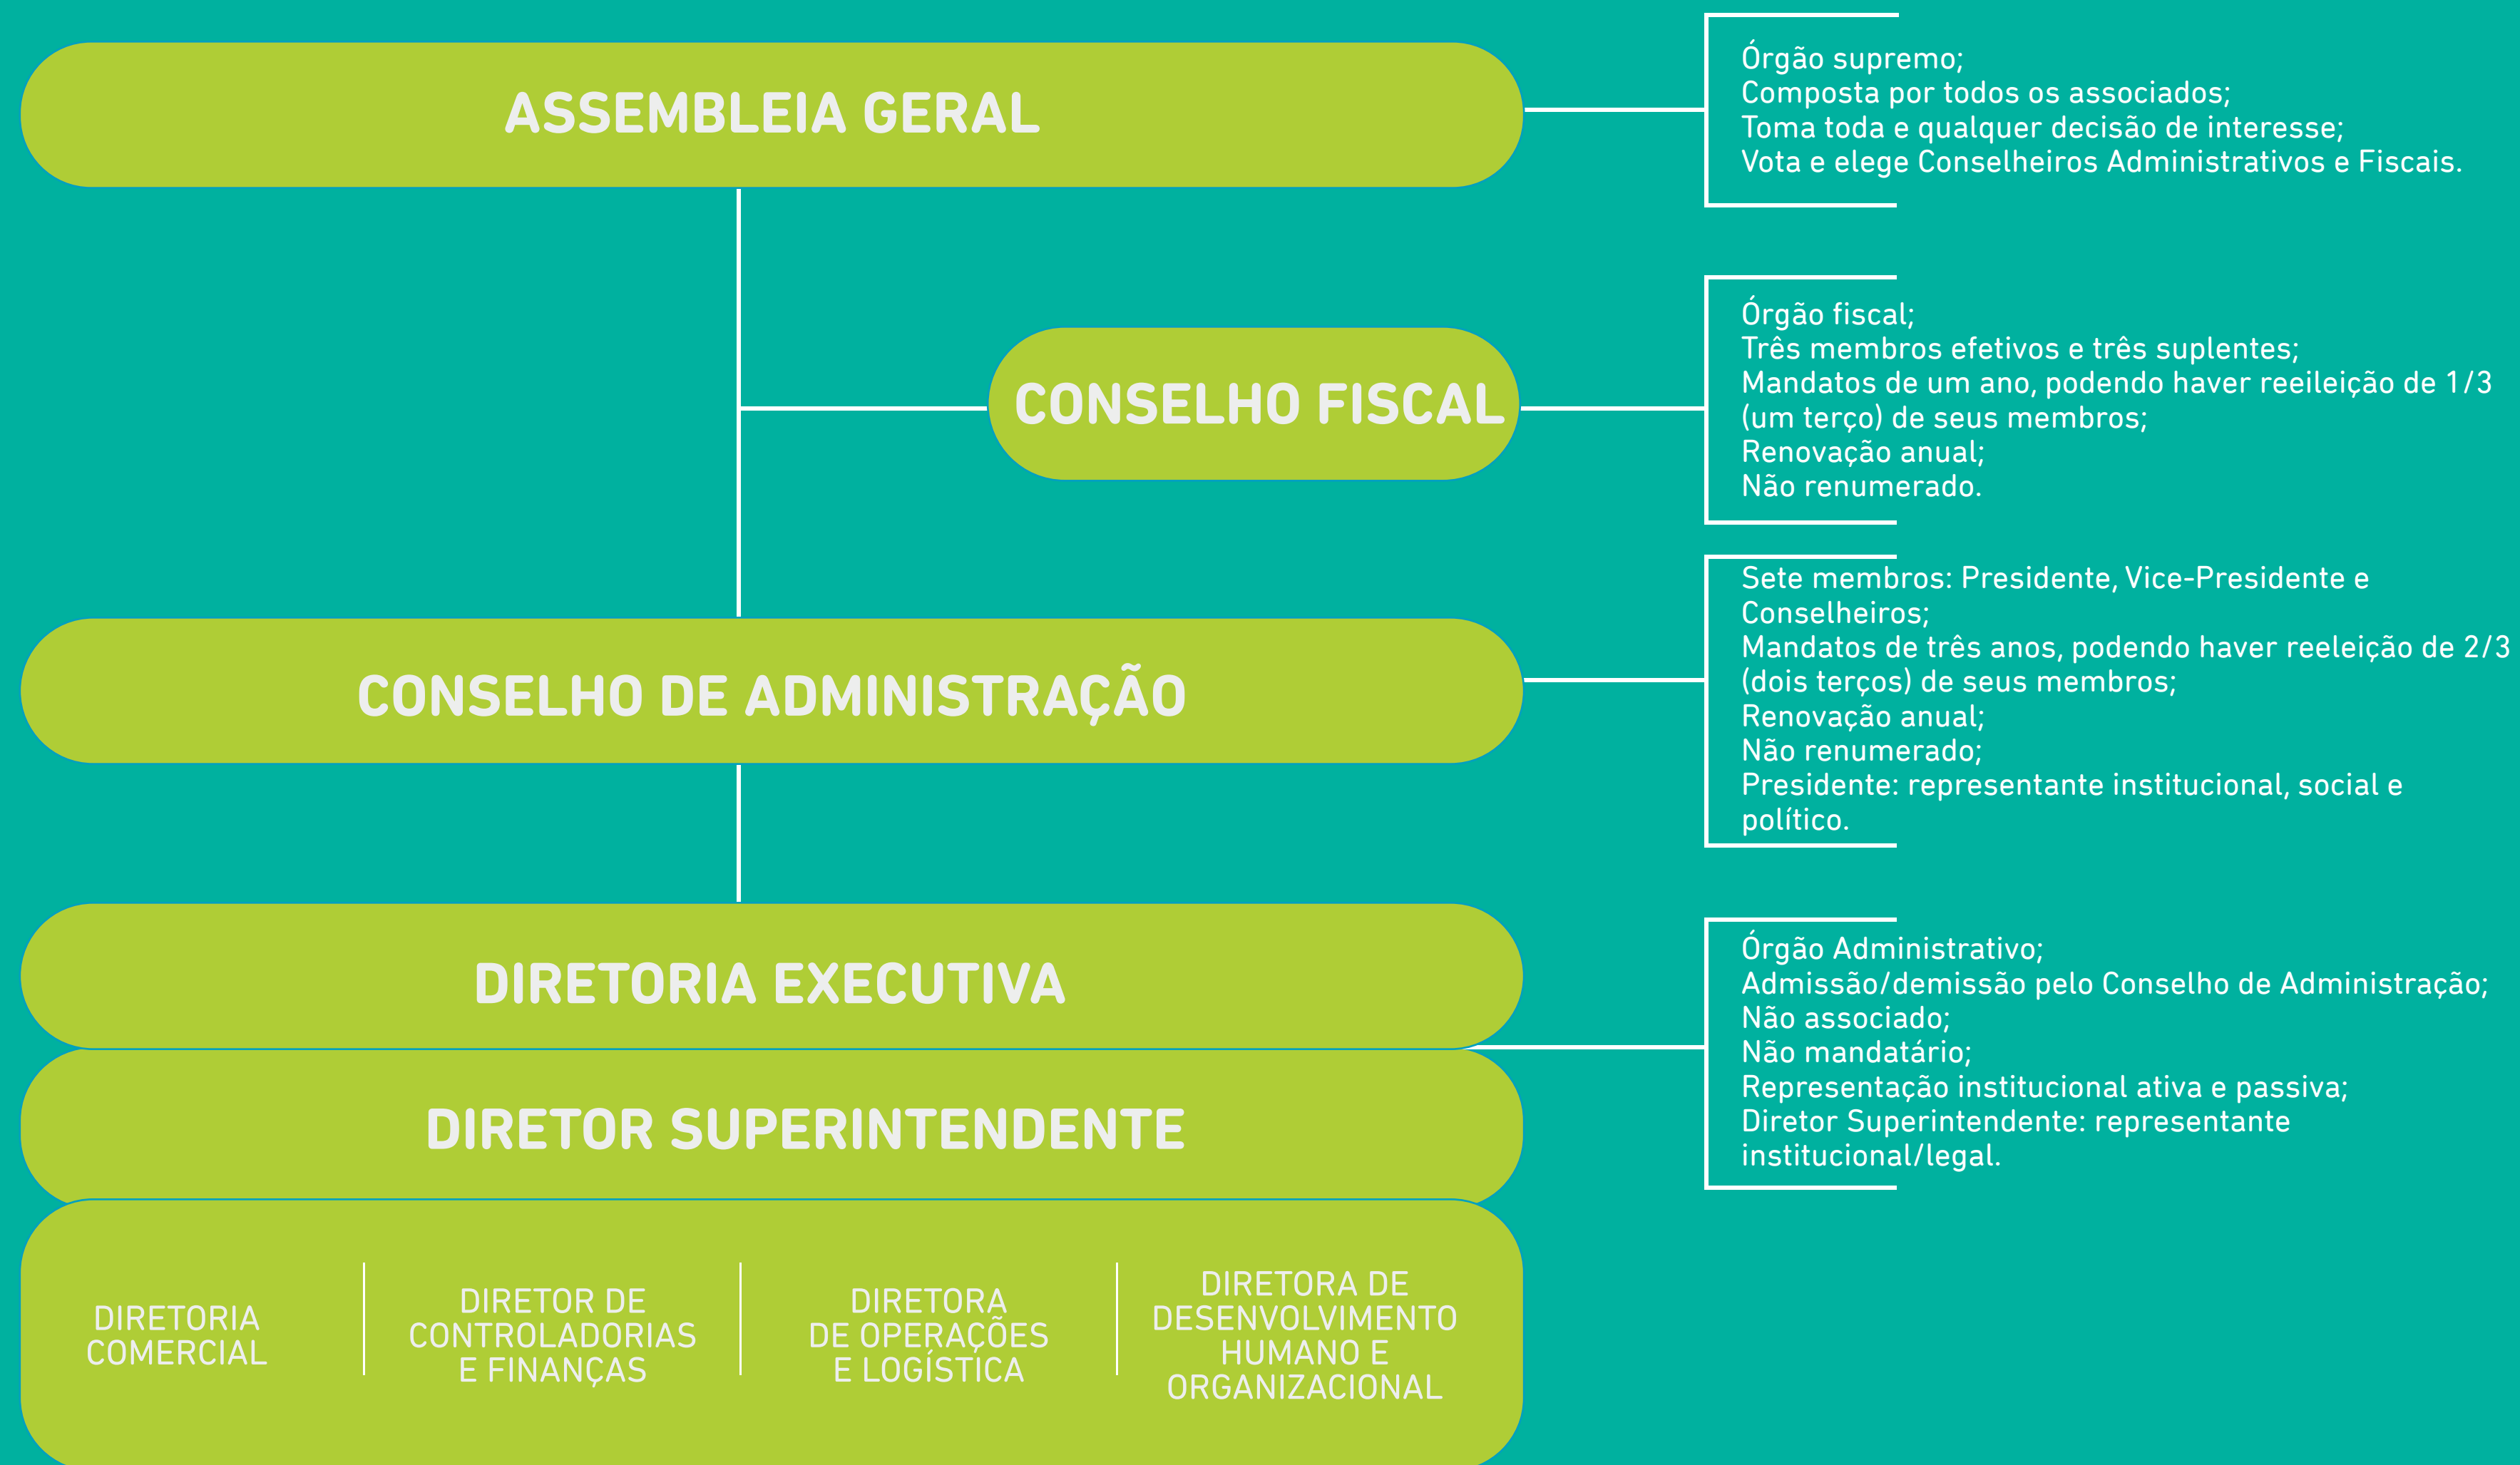 ASSEMBLEIA GERAL
Órgão supremo;
Composta por todos os associados;
Toma toda e qualquer decisão de interesse;
Vota e elege Conselheiros Administrativos e Fiscais.
CONSELHO FISCAL
Órgão fiscal;
Três membros efetivos e três suplentes;
Mandatos de um ano, podendo haver reeileição de 1/3
(um terço) de seus membros;
Renovação anual;
Não renumerado.
CONSELHO DE ADMINISTRAÇÃO
Sete membros: Presidente, Vice-Presidente e
Conselheiros;
Mandatos de três anos, podendo haver reeleição de 2/3
(dois terços) de seus membros;
Renovação anual;
Não renumerado;
Presidente: representante institucional, social e
político.
DIRETORIA EXECUTIVA
DIRETOR SUPERINTENDENTE
Órgão Administrativo;
Admissão/demissão pelo Conselho de Administração;
Não associado;
Não mandatário;
Representação institucional ativa e passiva;
Diretor Superintendente: representante
institucional/legal.
DIRETORIA
COMERCIAL
DIRETOR DE
CONTROLADORIAS
E FINANÇAS
DIRETORA
DE OPERAÇÕES
E LOGÍSTICA
DIRETORA DE
DESENVOLVIMENTO
HUMANO E
ORGANIZACIONAL